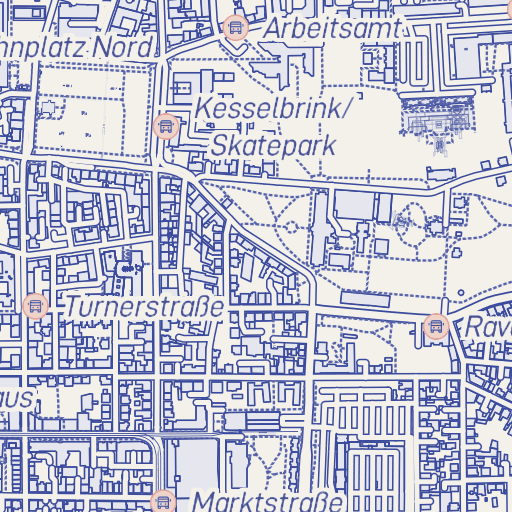 Arbeitsamt
nnplatz Nord
Kesselbrink/
Skatepark
Turnerstraße
Rav
aus
Marktstraße